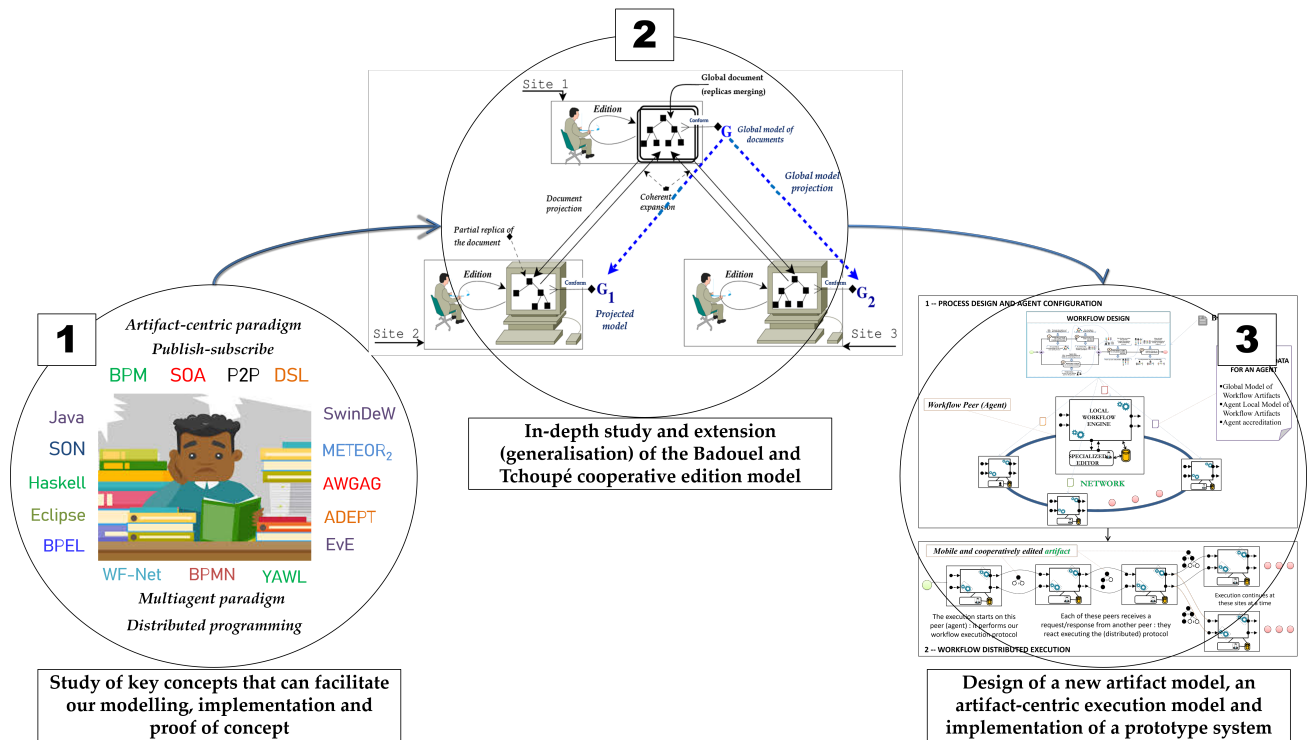 1
Artifact-centric paradigm
Publish-subscribe
BPM SOA P2P DSL
Java
SON
Haskell
Eclipse
BPEL
SwinDeW
METEOR₂
AWGAG
ADEPT
EvE
WF-Net BPMN YAWL
Multiagent paradigm
Distributed programming
Study of key concepts that can facilitate
our modelling, implementation and
proof of concept
2
Site 1
Edition
Global document
(replicas merging)
Conform
G
Global model of
documents
Global model
projection
Document
projection
Coherent
expansion
Partial replica of
the document
Edition
Conform
G₁
Projected
model
Site 2
Edition
Conform
G₂
Site 3
In-depth study and extension
(generalisation) of the Badouel and
Tchoupé cooperative edition model
3
1 -- PROCESS DESIGN AND AGENT CONFIGURATION
WORKFLOW DESIGN
B
DATA
FOR AN AGENT
•Global Model of
Workflow Artifacts
•Agent Local Model of
Workflow Artifacts
•Agent accreditation
Workflow Peer (Agent)
LOCAL
WORKFLOW
ENGINE
SPECIALIZED
EDITOR
NETWORK
Mobile and cooperatively edited artifact
The execution starts on this
peer (agent) : it performs our
workflow execution protocol
Each of these peers receives a
request/response from another peer : they
react executing the (distributed) protocol
Execution continues at
these sites at a time
2 -- WORKFLOW DISTRIBUTED EXECUTION
Design of a new artifact model, an
artifact-centric execution model and
implementation of a prototype system